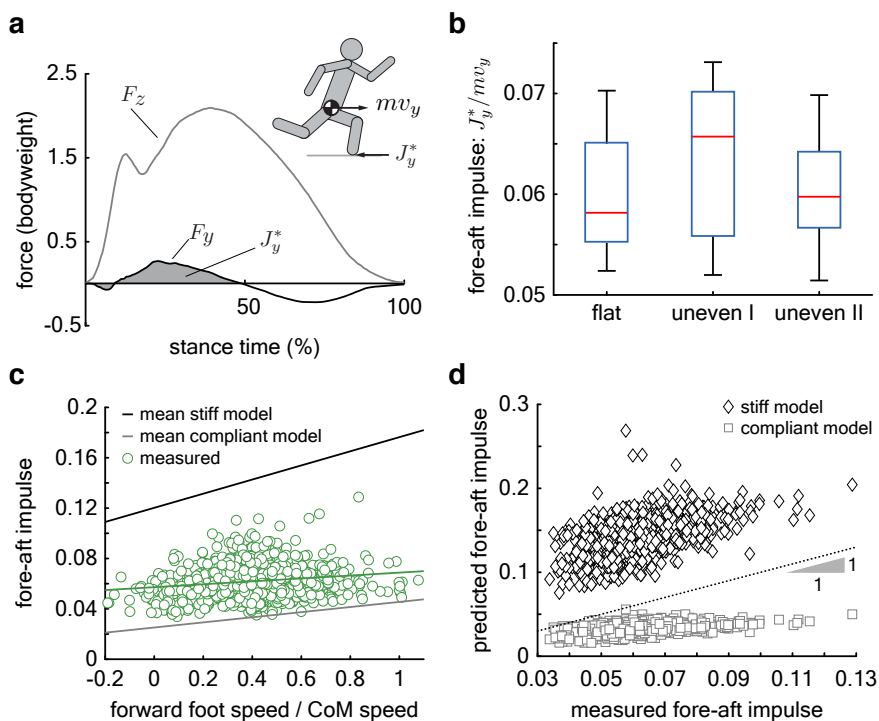 a
2.5
1.5
0.5
-0.5
force (bodyweight)
F_z
F_y
J_y^*
mv_y
J_y^*
50
100
stance time (%)
b
fore-aft impulse: J_y^*/mv_y
0.07
0.06
0.05
flat
uneven I
uneven II
c
fore-aft impulse
0.2
0.16
0.12
0.08
0.04
0
mean stiff model
mean compliant model
measured
-0.2
0
0.2
0.4
0.6
0.8
1
forward foot speed / CoM speed
d
predicted fore-aft impulse
0.3
0.2
0.1
0
stiff model
compliant model
1
1
0.03
0.05
0.07
0.09
0.11
0.13
measured fore-aft impulse